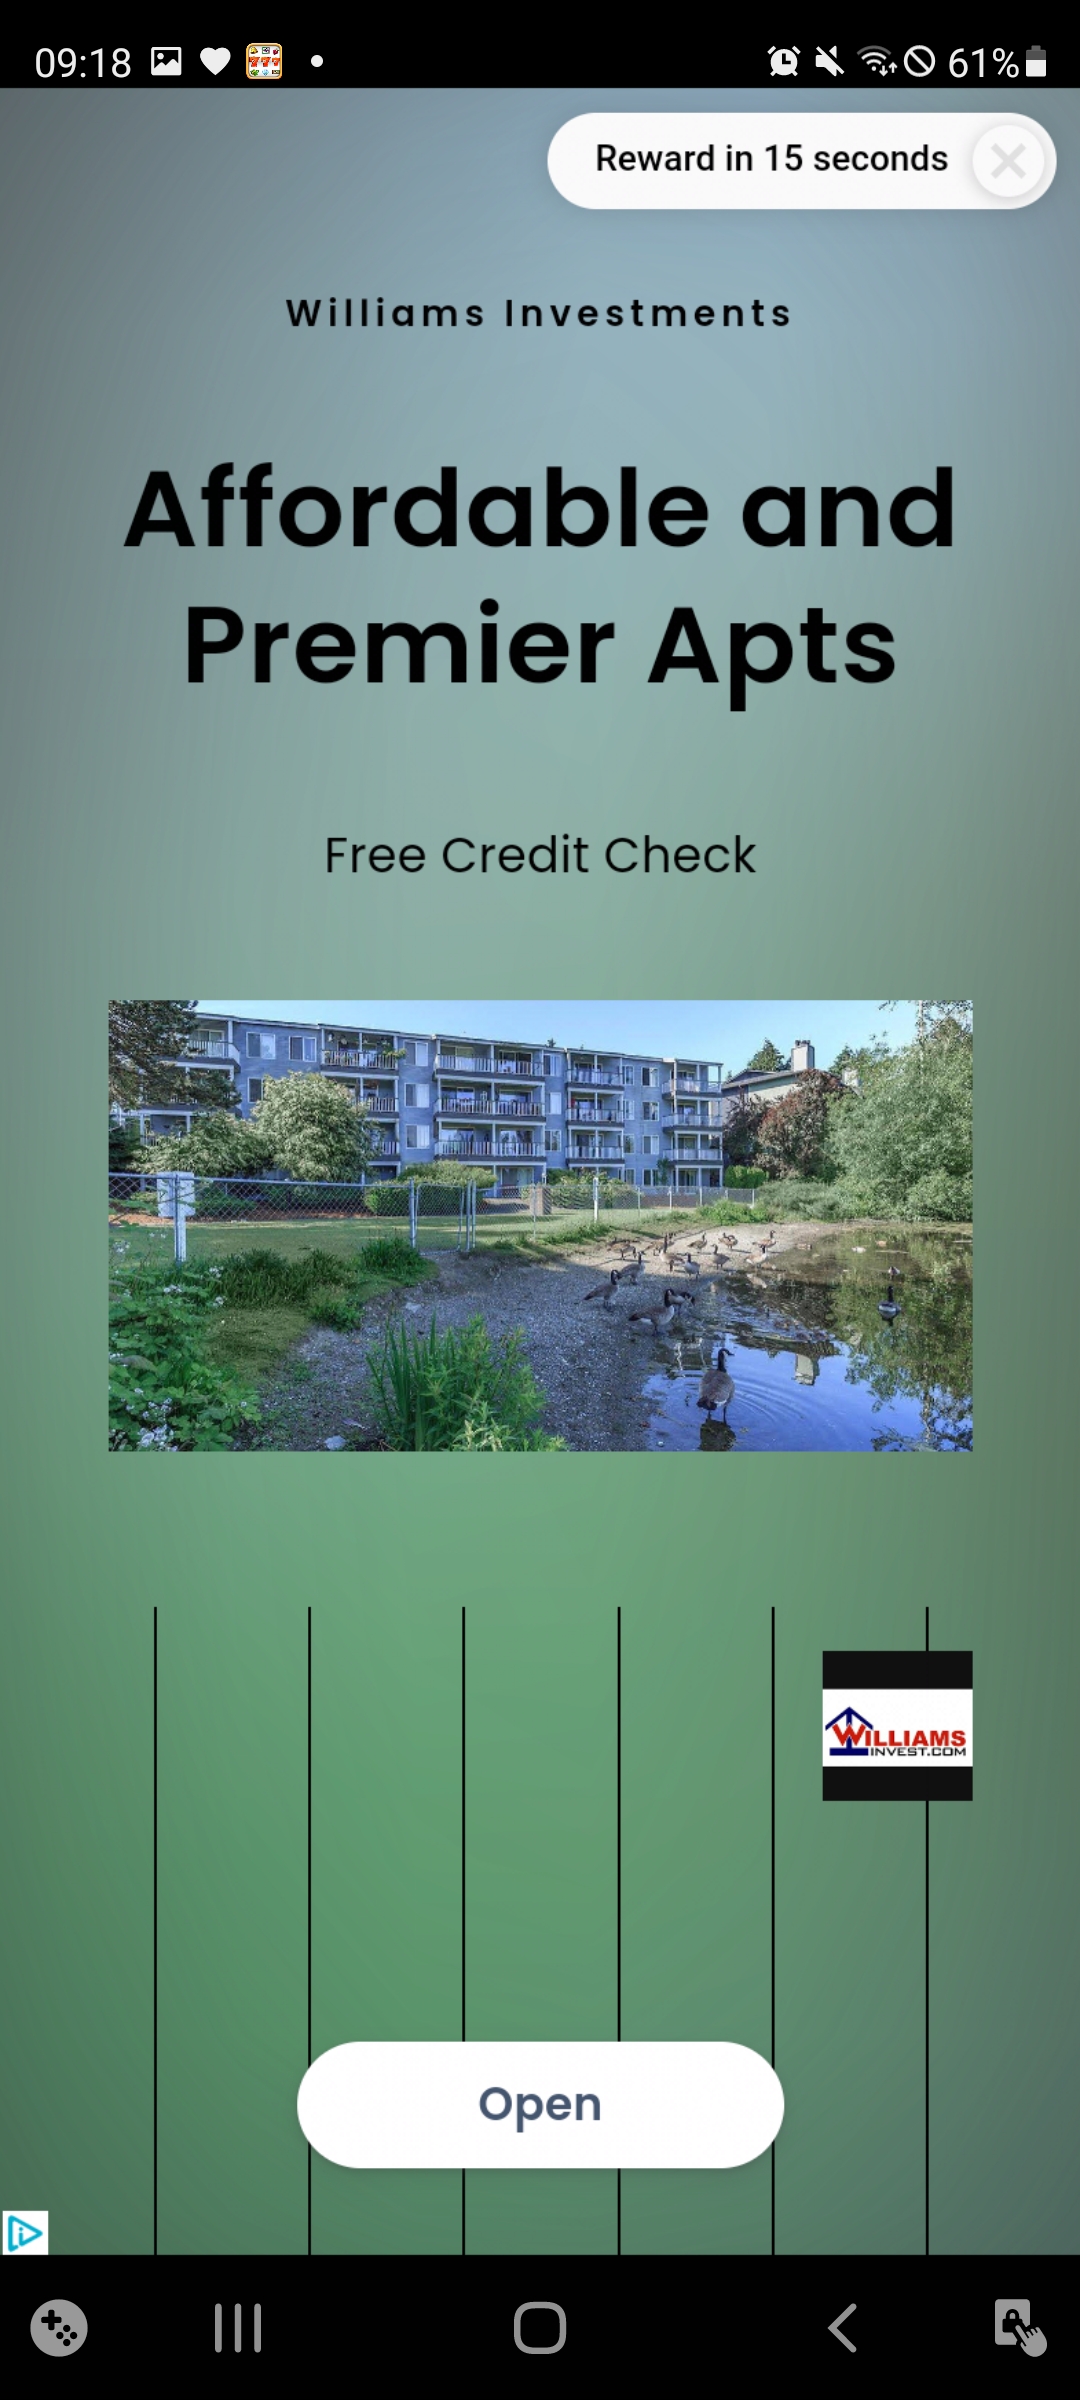 09:18
61%
Reward in 15 seconds
Williams Investments
Affordable and
Premier Apts
Free Credit Check
WILLIAMS
INVEST.COM
Open